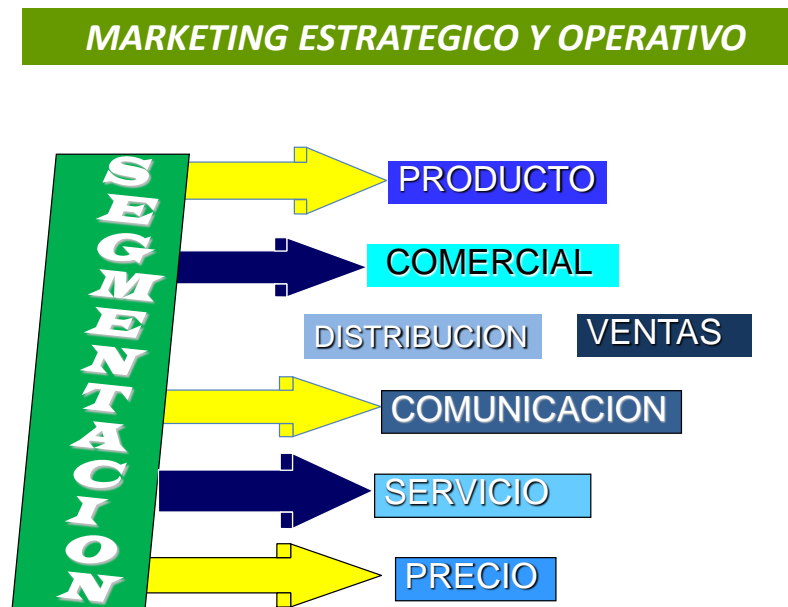 MARKETING ESTRATEGICO Y OPERATIVO
SEGMENTACION
PRODUCTO
COMERCIAL
DISTRIBUCION
VENTAS
COMUNICACION
SERVICIO
PRECIO